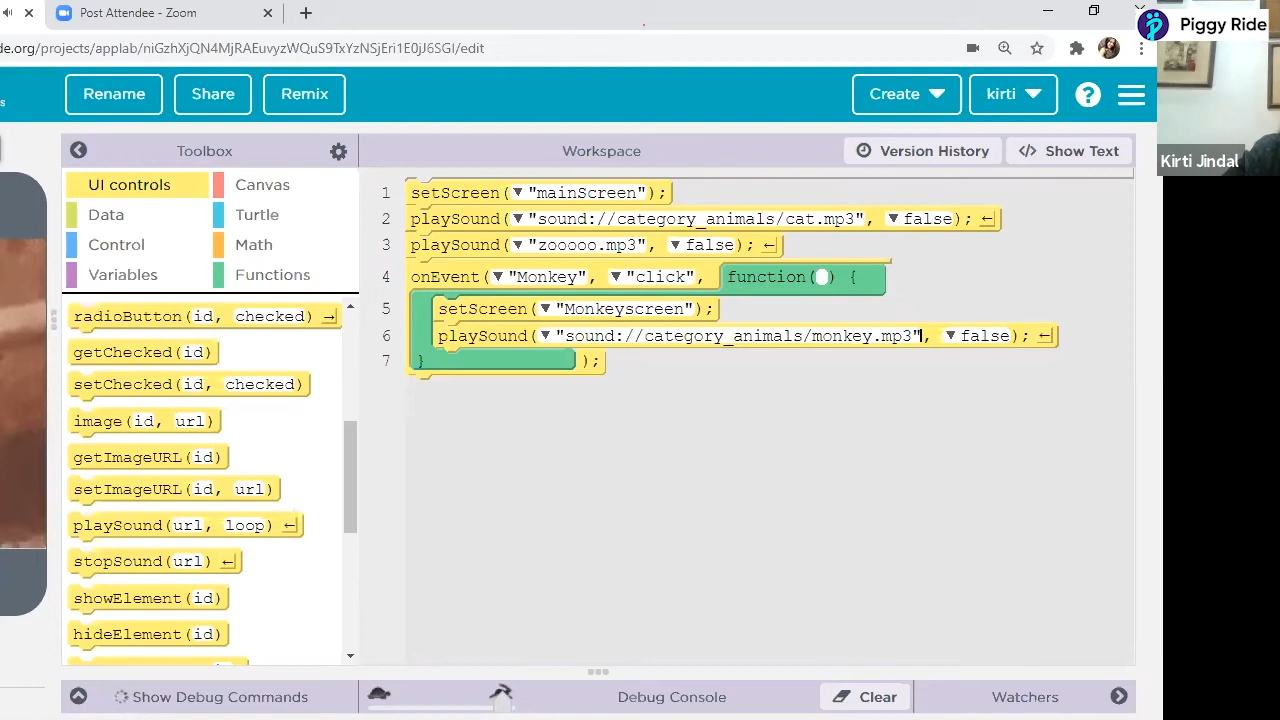 Post Attendee - Zoom
Piggy Ride
de.org/projects/applab/niGzhXjQN4MjRAEuvyzWQuS9TxYzNSjEri1E0jJ6SGI/edit
Rename
Share
Remix
Create
kirti
?
Toolbox
Workspace
Version History
</> Show Text
Kirti Jindal
UI controls
Canvas
Data
Turtle
Control
Math
Variables
Functions
radioButton(id, checked)
getChecked(id)
setChecked(id, checked)
image(id, url)
getImageURL(id)
setImageURL(id, url)
playSound(url, loop)
stopSound(url)
showElement(id)
hideElement(id)
1 setScreen("mainScreen");
2 playSound("sound://category_animals/cat.mp3", false);
3 playSound("zooooo.mp3", false);
4 onEvent("Monkey", "click", function( ) {
5 setScreen("Monkeyscreen");
6 playSound("sound://category_animals/monkey.mp3", false);
7 } );
Show Debug Commands
Debug Console
Clear
Watchers